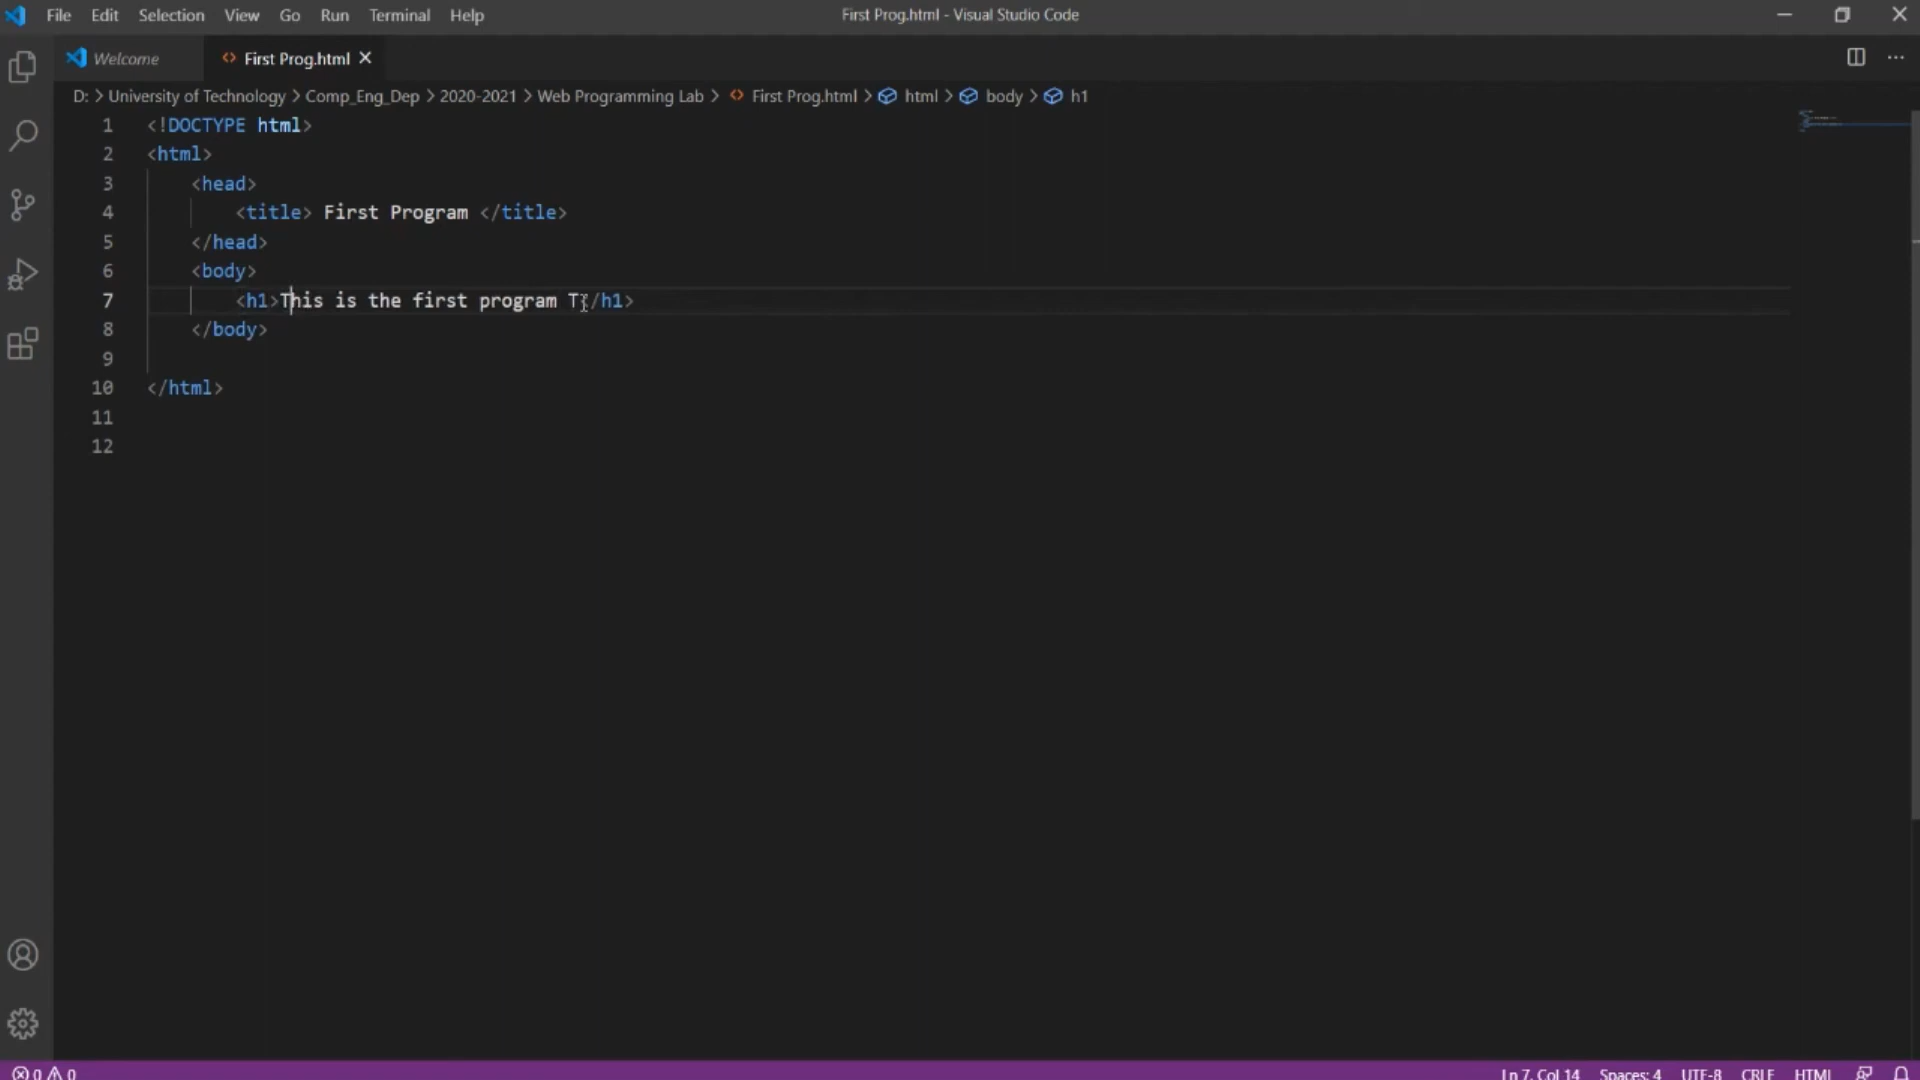 File Edit Selection View Go Run Terminal Help First Prog.html - Visual Studio Code
Welcome First Prog.html
D: > University of Technology > Comp_Eng_Dep > 2020-2021 > Web Programming Lab > First Prog.html > html > body > h1
1 <!DOCTYPE html>
2 <html>
3 <head>
4 <title> First Program </title>
5 </head>
6 <body>
7 <h1>This is the first program T</h1>
8 </body>
9
10 </html>
11
12
0 0 Ln 7, Col 14 Spaces: 4 UTF-8 CRLF HTML